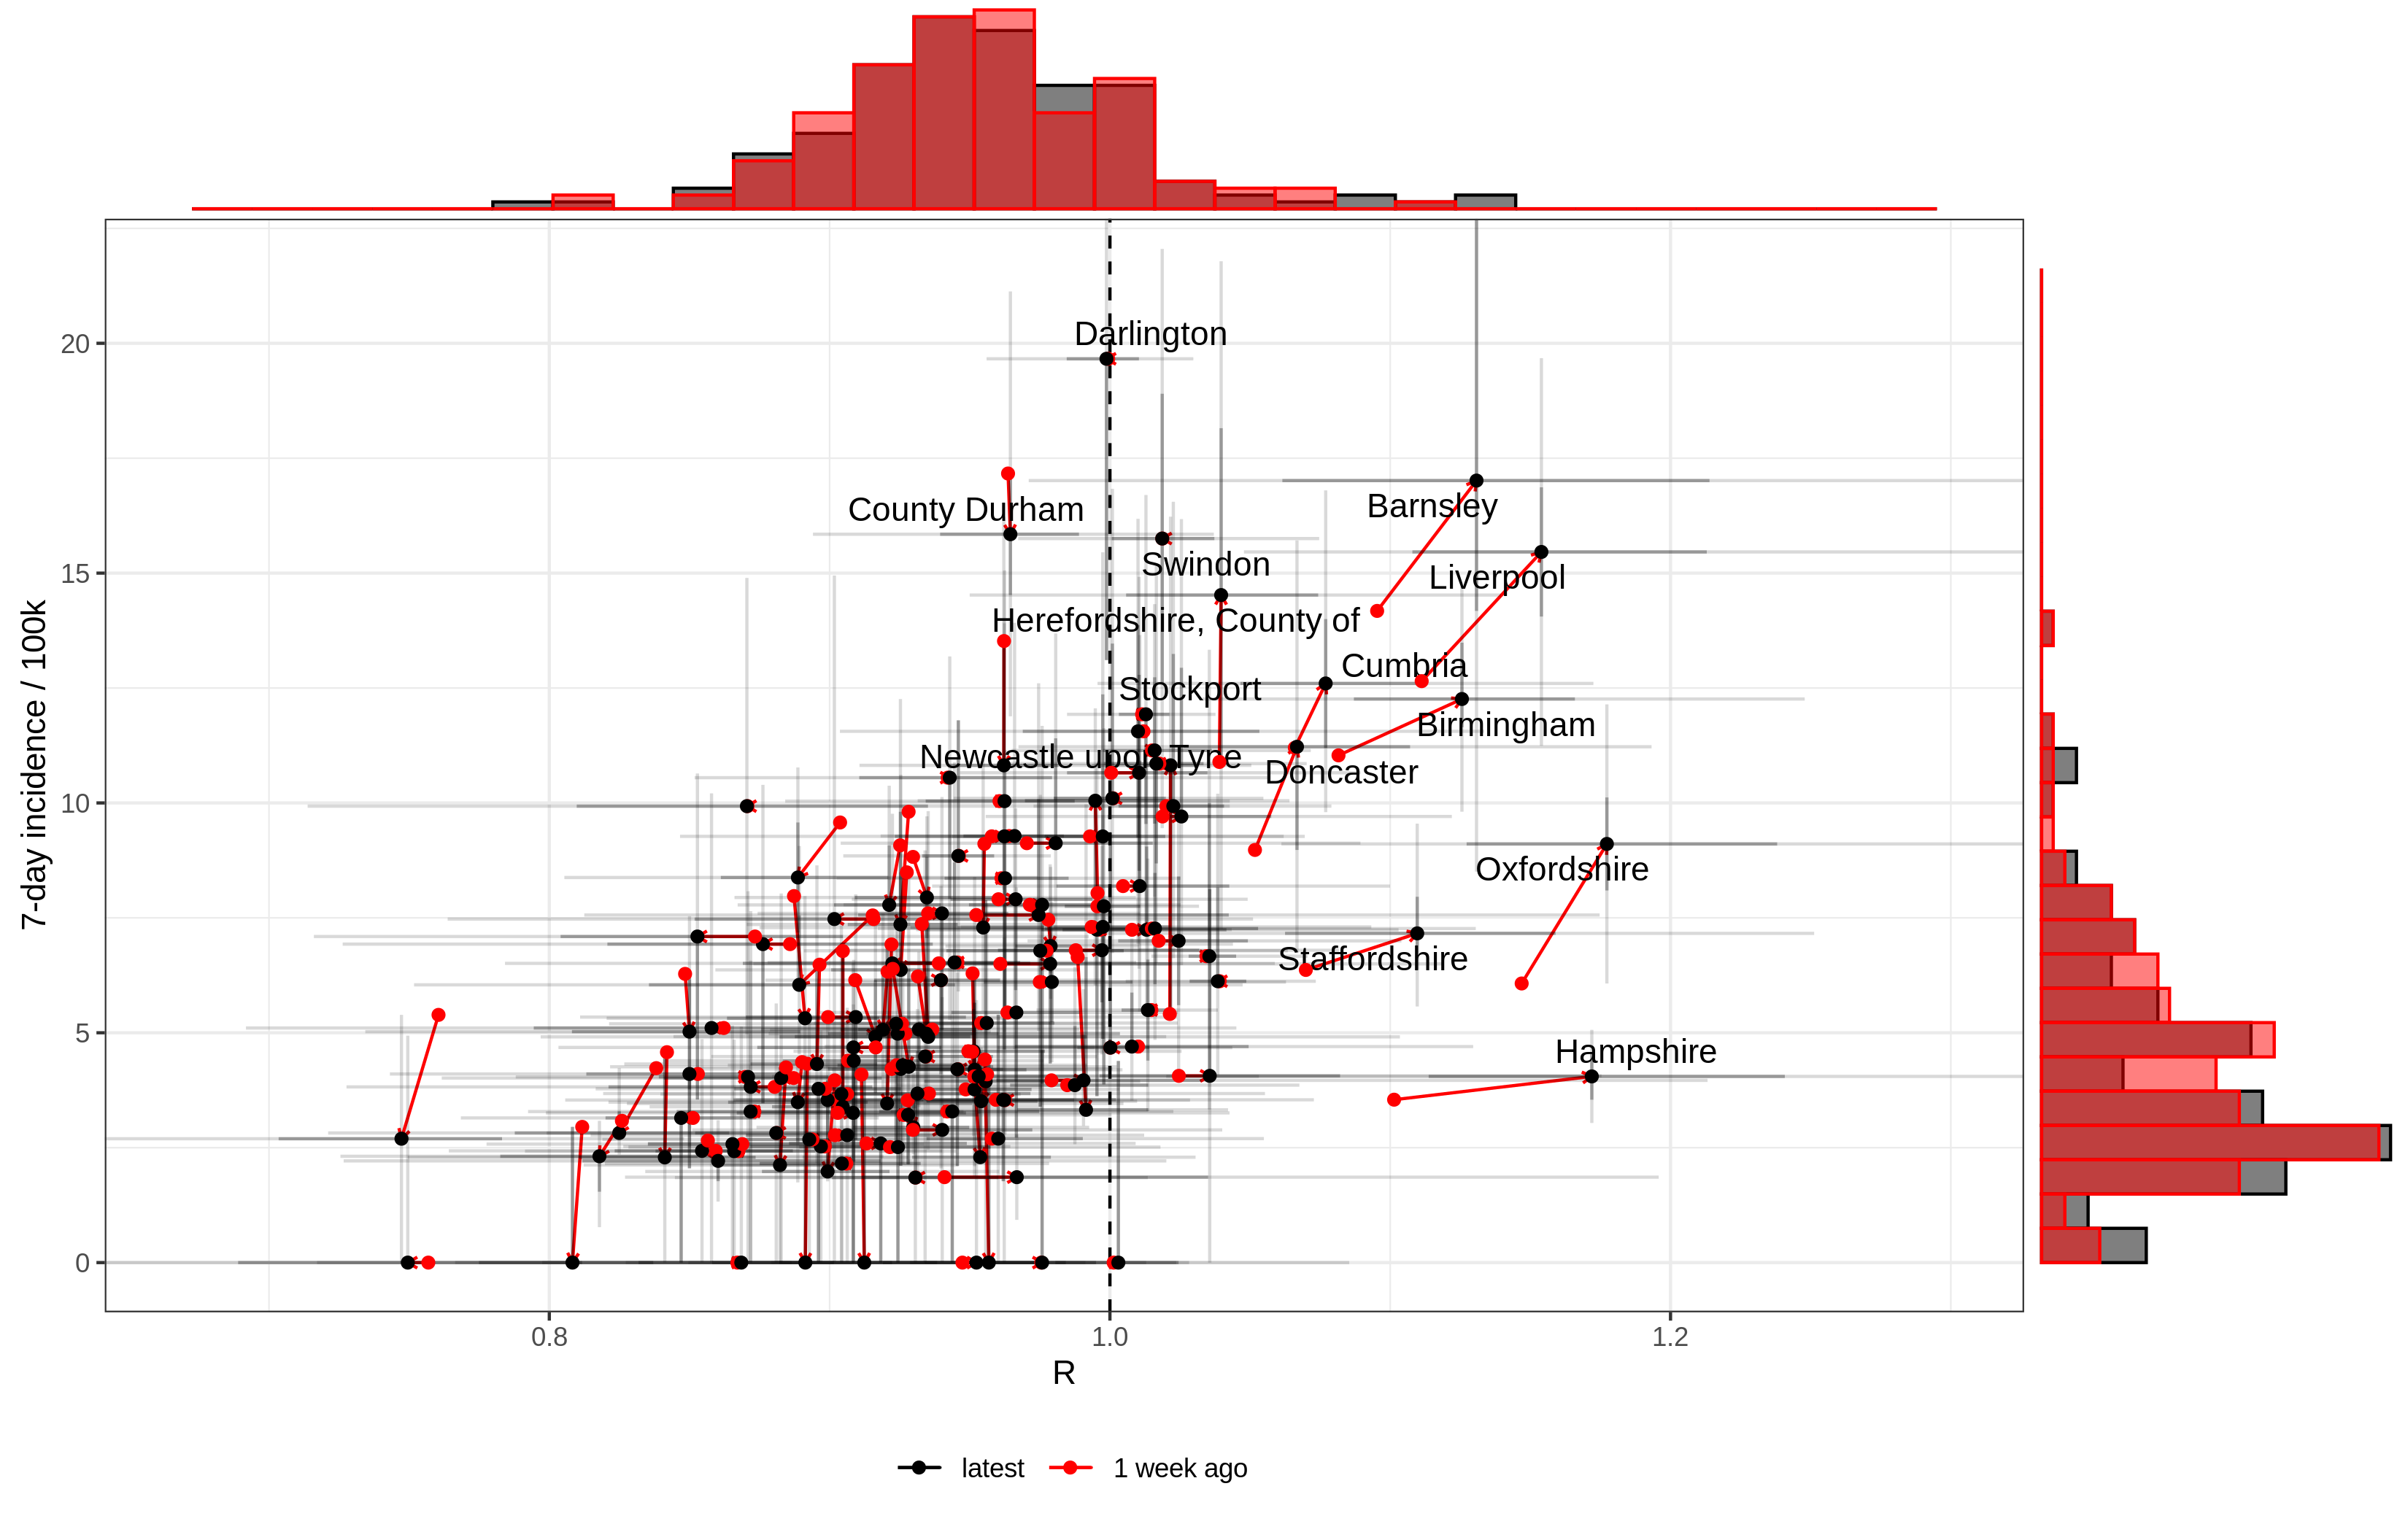 Darlington
County Durham
Barnsley
Swindon
Liverpool
Herefordshire, County of
Cumbria
Stockport
Birmingham
Newcastle upon Tyne
Doncaster
Oxfordshire
Staffordshire
Hampshire
20
15
10
5
0
7-day incidence / 100k
0.8
1.0
1.2
R
latest
1 week ago